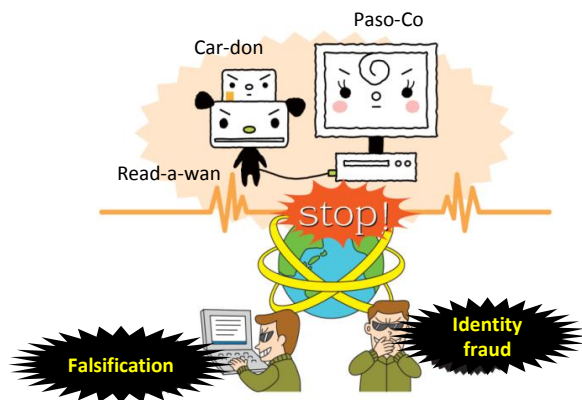 Paso-Co
Car-don
Read-a-wan
stop!
Identity
fraud
Falsification